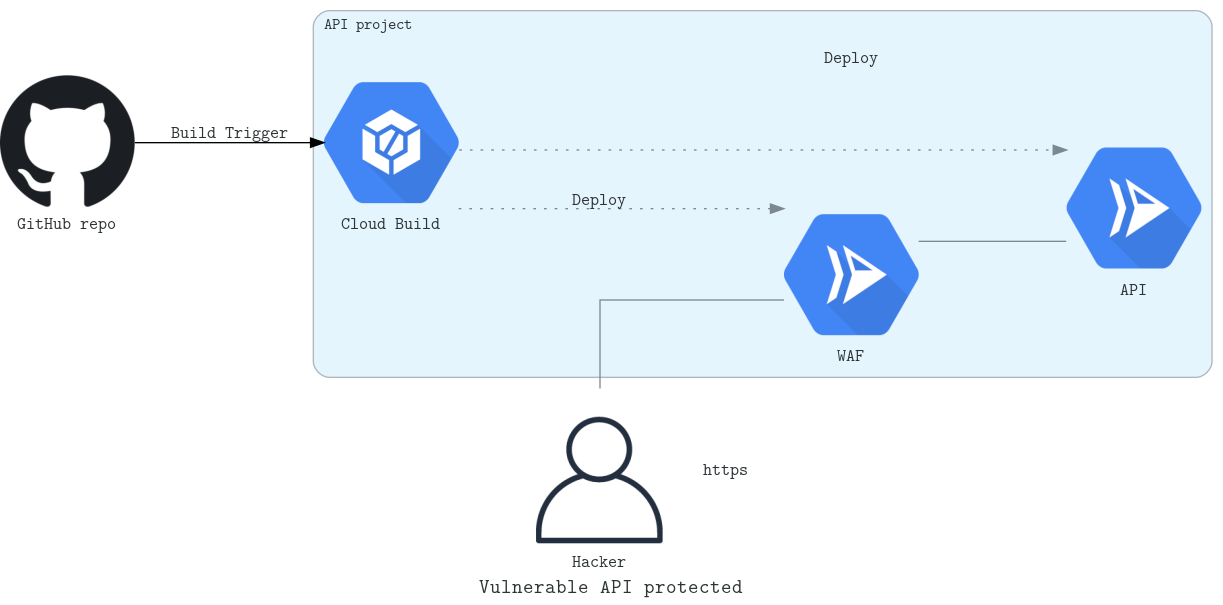 API project
Deploy
Build Trigger
Deploy
GitHub repo
Cloud Build
API
WAF
https
Hacker
Vulnerable API protected